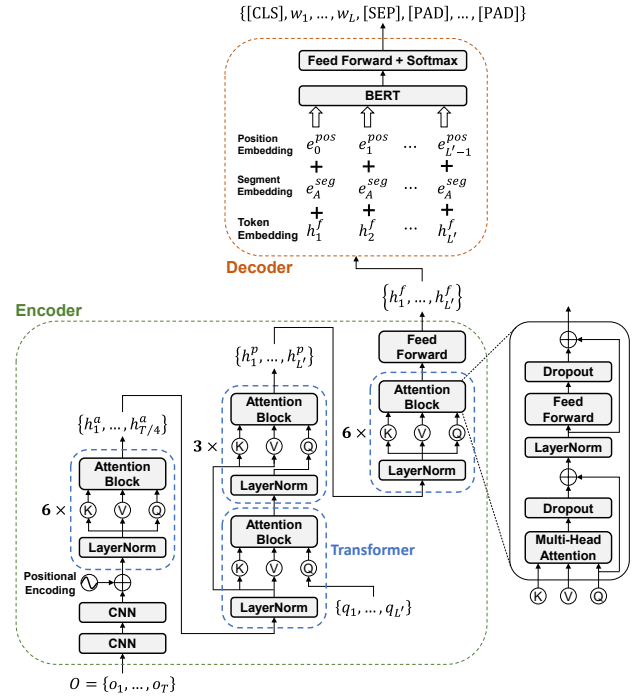 {[CLS], w_1, …, w_L, [SEP], [PAD], …, [PAD]}
Feed Forward + Softmax
BERT
Position Embedding e_0^{pos} e_1^{pos} … e_{L'-1}^{pos}
+ + +
Segment Embedding e_A^{seg} e_A^{seg} … e_A^{seg}
+ + +
Token Embedding h_1^f h_2^f … h_{L'}^f
Decoder
{h_1^f, …, h_{L'}^f}
Encoder
Feed Forward
Attention Block
6 ×
K V Q
LayerNorm
{h_1^p, …, h_{L'}^p}
Attention Block
3 ×
K V Q
LayerNorm
Attention Block
Transformer
K V Q
{q_1, …, q_{L'}}
LayerNorm
{h_1^a, …, h_{T/4}^a}
Attention Block
6 ×
K V Q
LayerNorm
Positional Encoding
CNN
CNN
O = {o_1, …, o_T}
Dropout
Feed Forward
LayerNorm
Dropout
Multi-Head Attention
K V Q